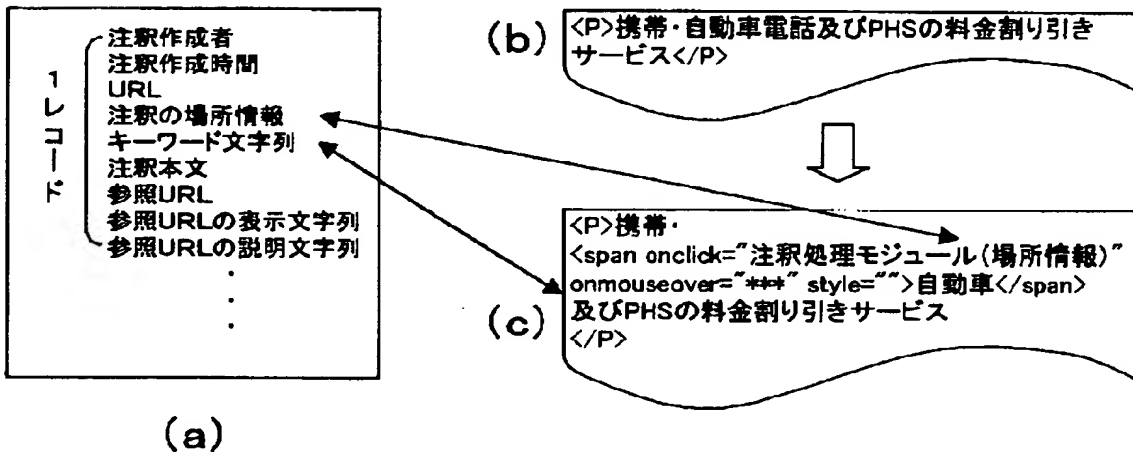 1レコード
注釈作成者
注釈作成時間
URL
注釈の場所情報
キーワード文字列
注釈本文
参照URL
参照URLの表示文字列
参照URLの説明文字列
(a)
(b)
<P>携帯・自動車電話及びPHSの料金割り引き
サービス</P>
(c)
<P>携帯・
<span onclick="注釈処理モジュール(場所情報)"
onmouseover="***" style="">自動車</span>
及びPHSの料金割り引きサービス
</P>